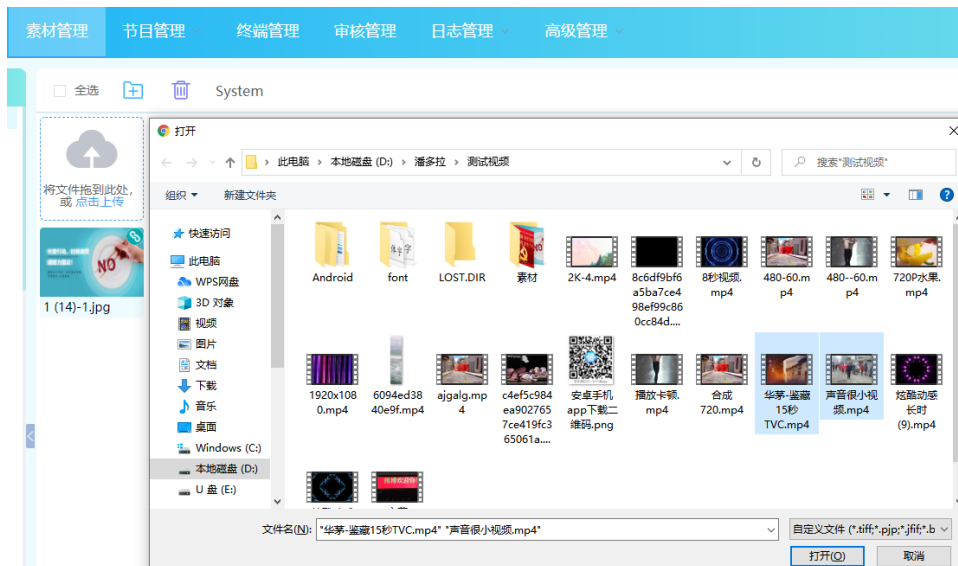 素材管理 节目管理 终端管理 审核管理 日志管理 高级管理
全选 System
将文件拖到此处，
或 点击上传
NO
1 (14)-1.jpg
打开
此电脑 › 本地磁盘 (D:) › 潘多拉 › 测试视频
搜索"测试视频"
组织 新建文件夹
快速访问
此电脑
WPS网盘
3D 对象
视频
图片
文档
下载
音乐
桌面
Windows (C:)
本地磁盘 (D:)
U 盘 (E:)
Android
font
LOST.DIR
素材
2K-4.mp4
8c6df9bf6
a5ba7ce4
98ef99c86
0cc84d....
8秒视频.
mp4
480-60.m
p4
480--60.m
p4
720P水果.
mp4
1920x108
0.mp4
6094ed38
40e9f.mp4
ajgalg.mp
4
c4ef5c984
ea902765
7ce419fc3
65061a....
安卓手机
app下载二
维码.png
播放卡顿.
mp4
合成
720.mp4
华茅-鉴藏
15秒
TVC.mp4
声音很小视
频.mp4
炫酷动感
长时
(9).mp4
文件名(N): "华茅-鉴藏15秒TVC.mp4" "声音很小视频.mp4"
自定义文件 (*.tiff;*.pjp;*.jfif;*.b
打开(O) 取消